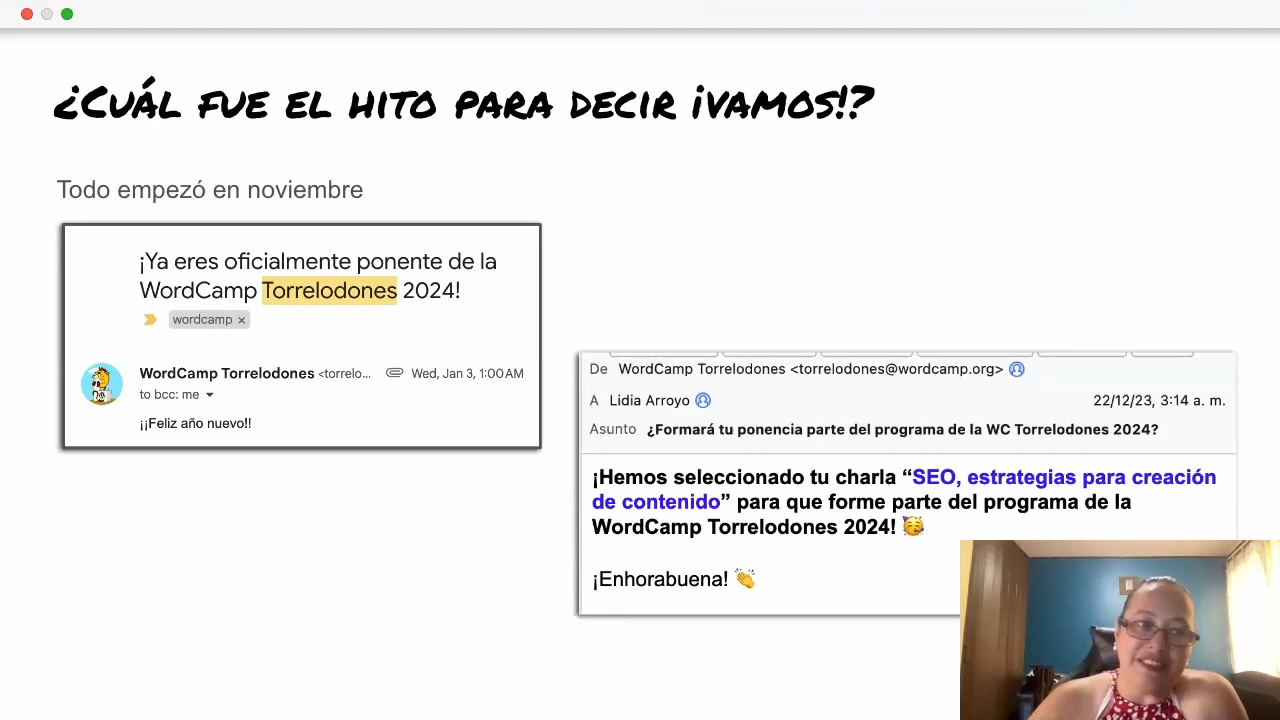 ¿Cuál fue el hito para decir ¡vamos!?
Todo empezó en noviembre
¡Ya eres oficialmente ponente de la
WordCamp Torrelodones 2024!
wordcamp ×
WordCamp Torrelodones <torrelo... Wed, Jan 3, 1:00 AM
to bcc: me
¡¡Feliz año nuevo!!
De WordCamp Torrelodones <torrelodones@wordcamp.org>
A Lidia Arroyo 22/12/23, 3:14 a. m.
Asunto ¿Formará tu ponencia parte del programa de la WC Torrelodones 2024?
¡Hemos seleccionado tu charla “SEO, estrategias para creación
de contenido” para que forme parte del programa de la
WordCamp Torrelodones 2024! 🥳
¡Enhorabuena! 👏